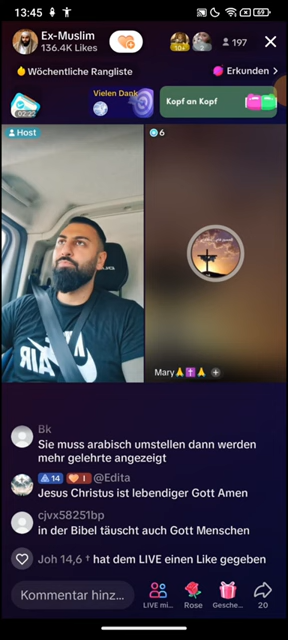 13:45
69
Ex-Muslim
136.4K Likes
10+
197
Wöchentliche Rangliste
Erkunden >
02:22
Vielen Dank
Kopf an Kopf
Host
6
AIR
Mary🙏✝️🙏
Bk
Sie muss arabisch umstellen dann werden
mehr gelehrte angezeigt
14
I
@Edita
Jesus Christus ist lebendiger Gott Amen
cjvx58251bp
in der Bibel täuscht auch Gott Menschen
Joh 14,6 † hat dem LIVE einen Like gegeben
Kommentar hinz...
LIVE mi...
Rose
Gesche...
20